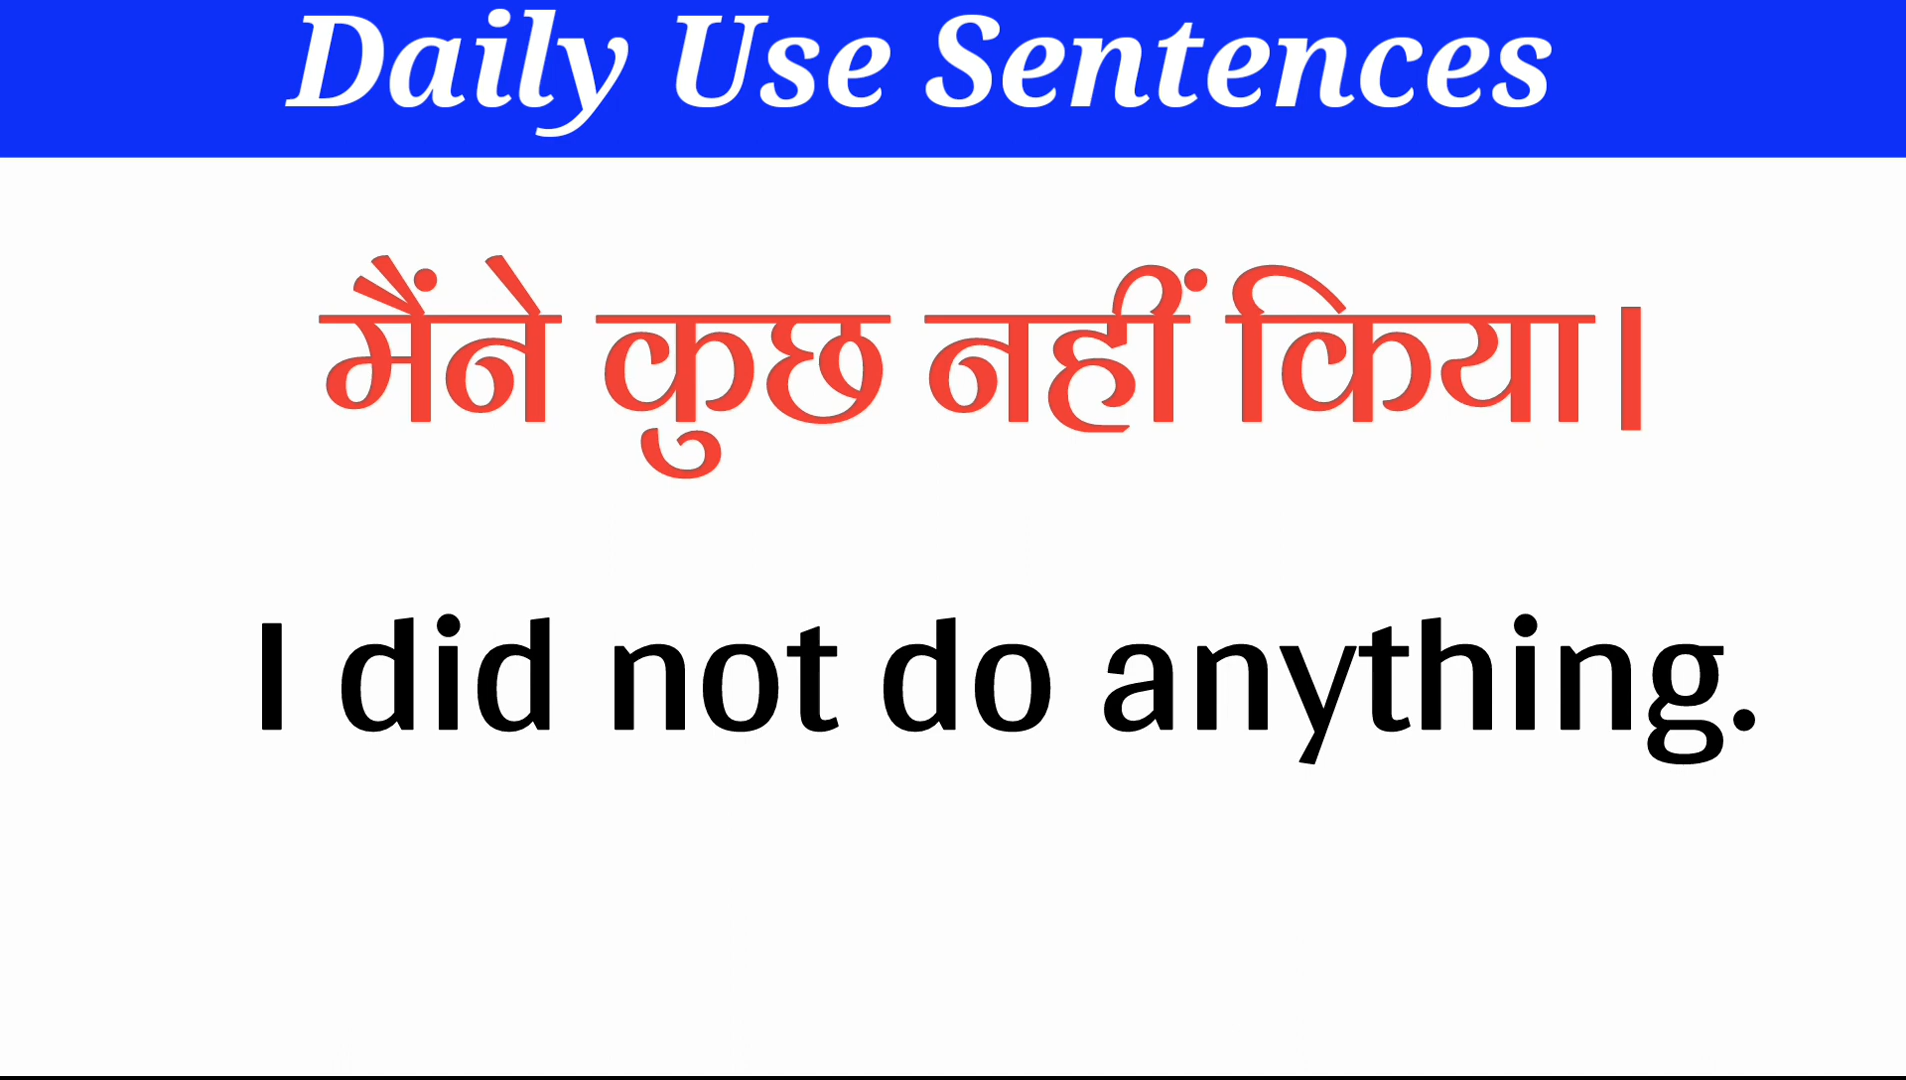 Daily Use Sentences
मैंने कुछ नहीं किया।
I did not do anything.